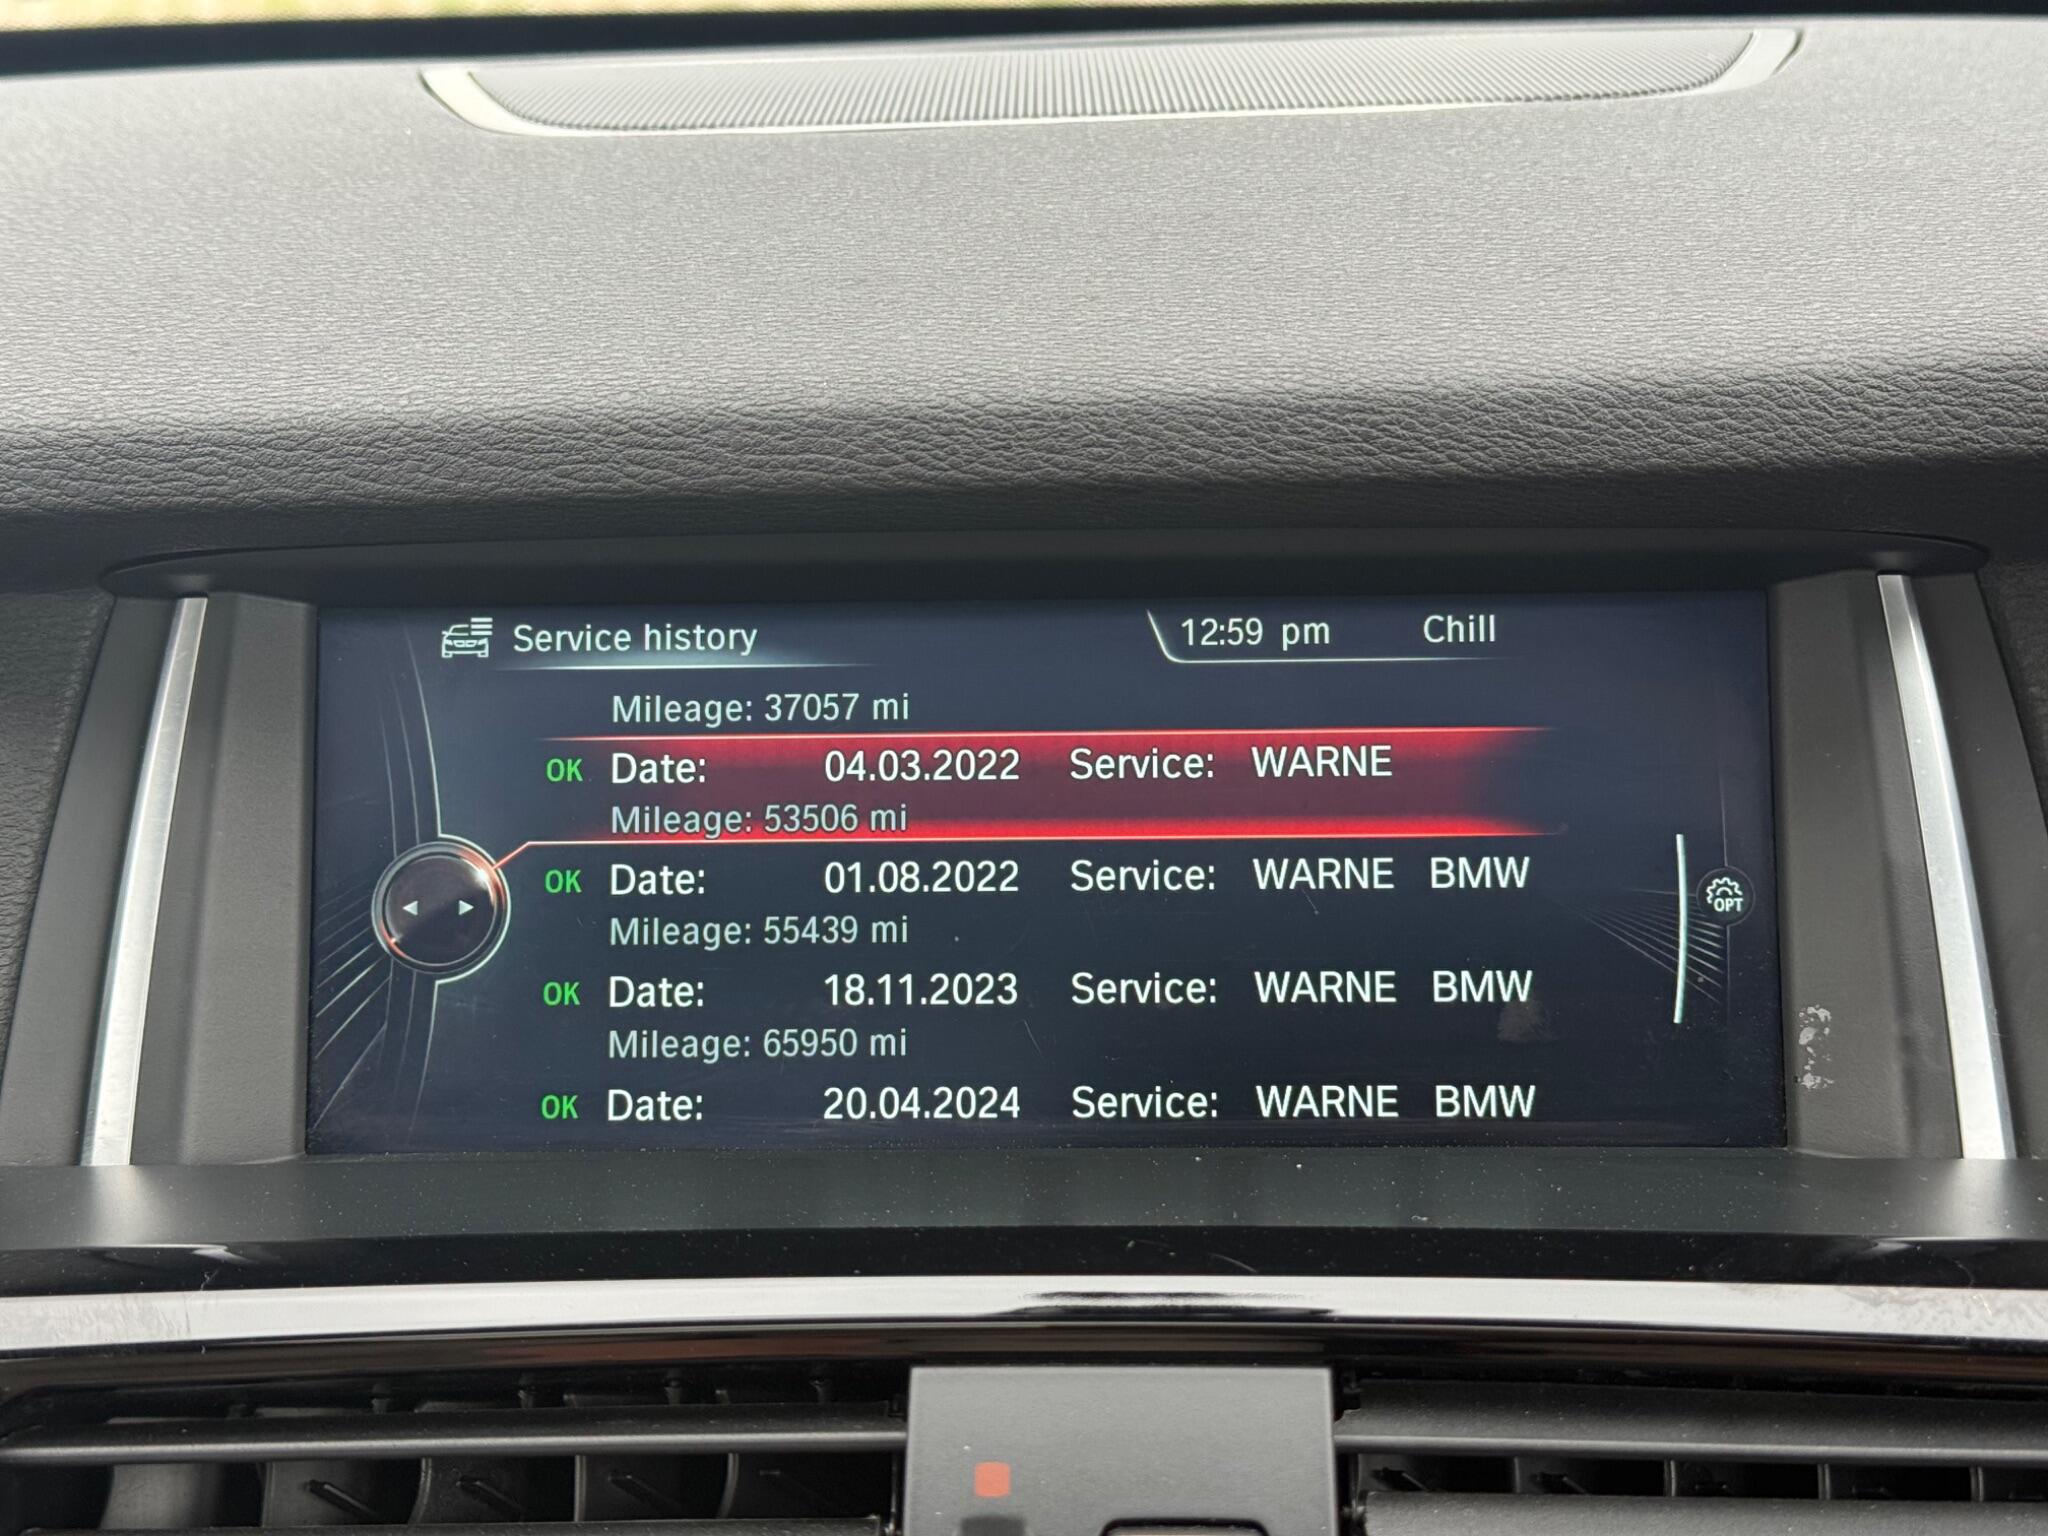 Service history 12:59 pm Chill
Mileage: 37057 mi
OK Date: 04.03.2022 Service: WARNE
Mileage: 53506 mi
OK Date: 01.08.2022 Service: WARNE BMW
Mileage: 55439 mi
OK Date: 18.11.2023 Service: WARNE BMW
Mileage: 65950 mi
OK Date: 20.04.2024 Service: WARNE BMW
OPT